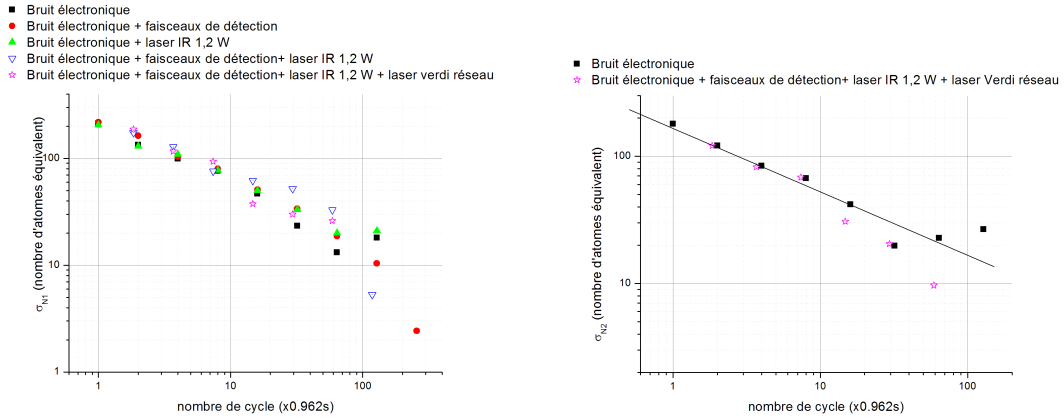 Bruit électronique
Bruit électronique + faisceaux de détection
Bruit électronique + laser IR 1,2 W
Bruit électronique + faisceaux de détection+ laser IR 1,2 W
Bruit électronique + faisceaux de détection+ laser IR 1,2 W + laser verdi réseau
100
10
1
σN1 (nombre d'atomes équivalent)
1
10
100
nombre de cycle (x0.962s)
Bruit électronique
Bruit électronique + faisceaux de détection+ laser IR 1,2 W + laser Verdi réseau
100
10
σN2 (nombre d'atomes équivalent)
1
10
100
nombre de cycle (x0.962s)